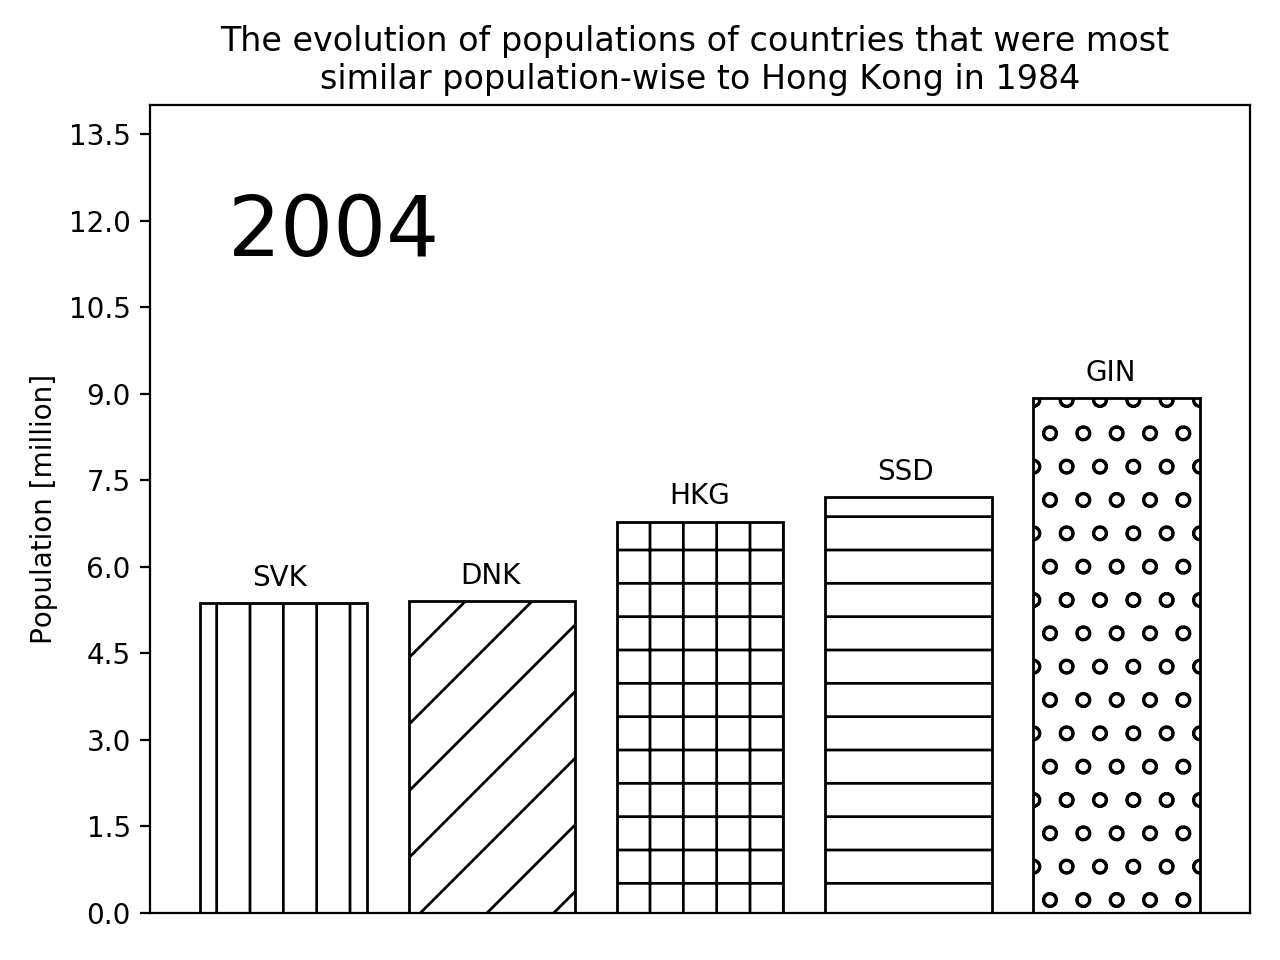 The evolution of populations of countries that were most
similar population-wise to Hong Kong in 1984
13.5
12.0
10.5
9.0
7.5
6.0
4.5
3.0
1.5
0.0
Population [million]
2004
SVK
DNK
HKG
SSD
GIN